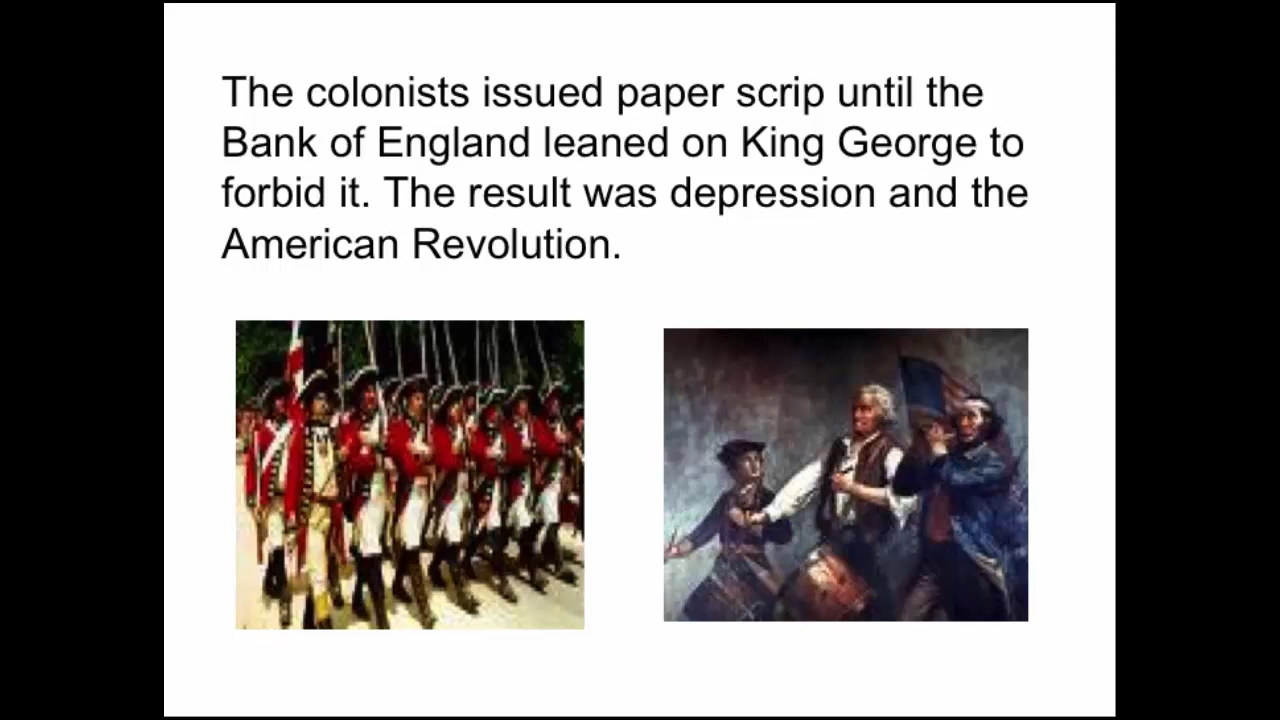 The colonists issued paper scrip until the
Bank of England leaned on King George to
forbid it. The result was depression and the
American Revolution.